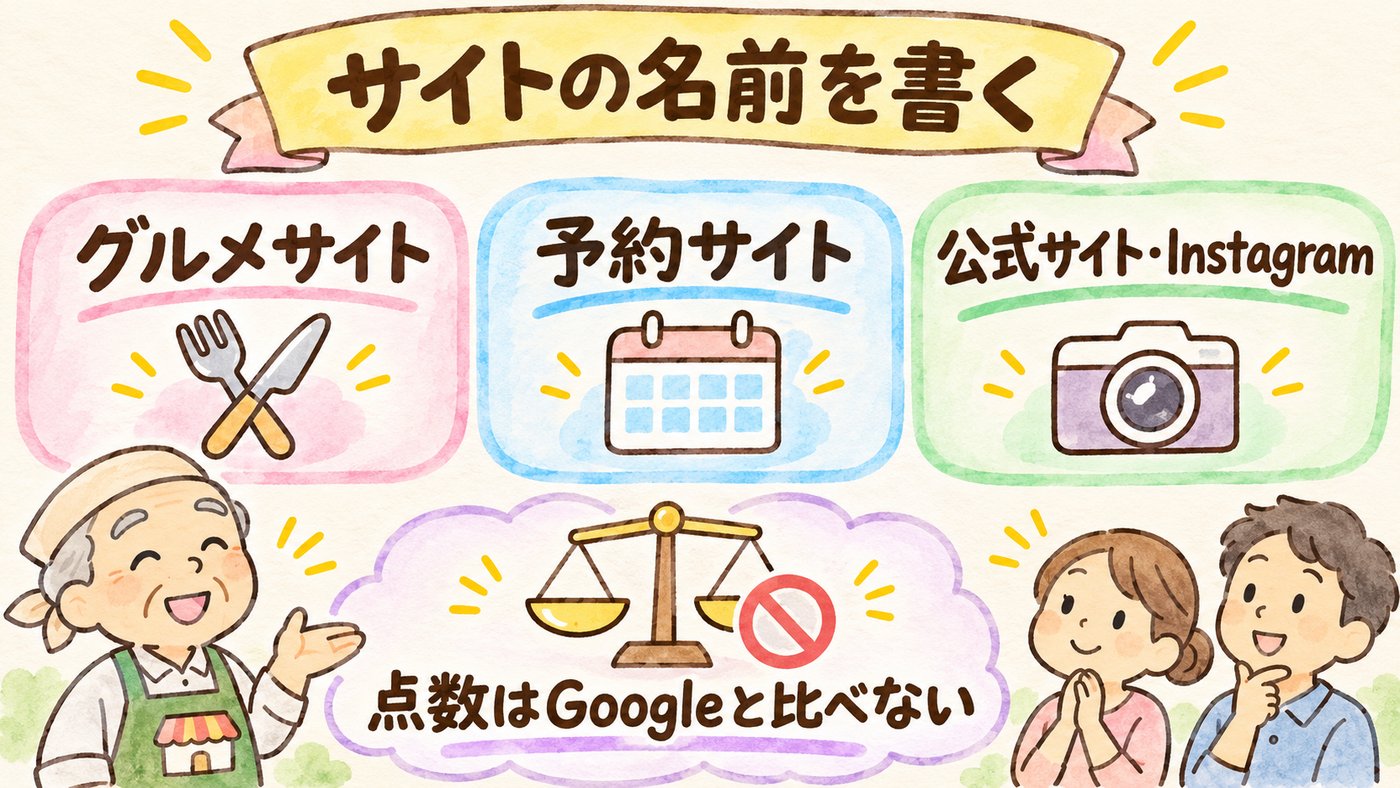 サイトの名前を書く
グルメサイト
予約サイト
公式サイト・Instagram
点数はGoogleと比べない